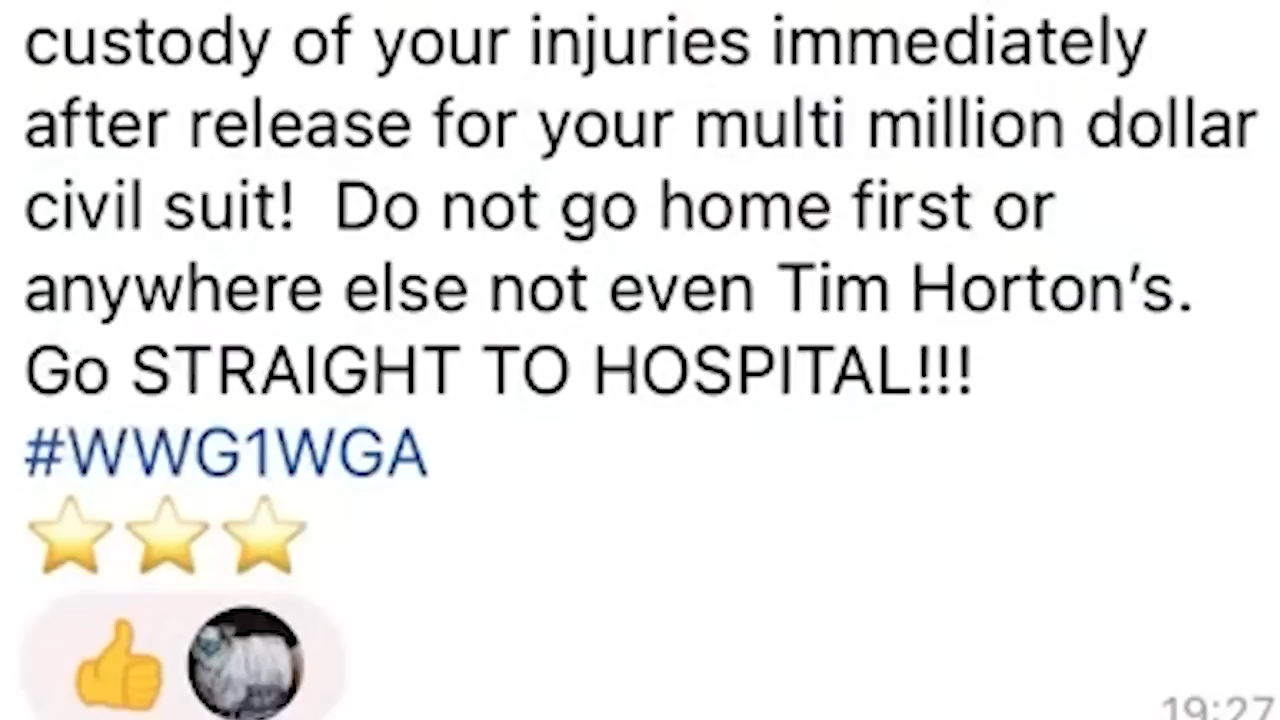 custody of your injuries immediately
after release for your multi million dollar
civil suit!  Do not go home first or
anywhere else not even Tim Horton’s.
Go STRAIGHT TO HOSPITAL!!!
#WWG1WGA
19:27